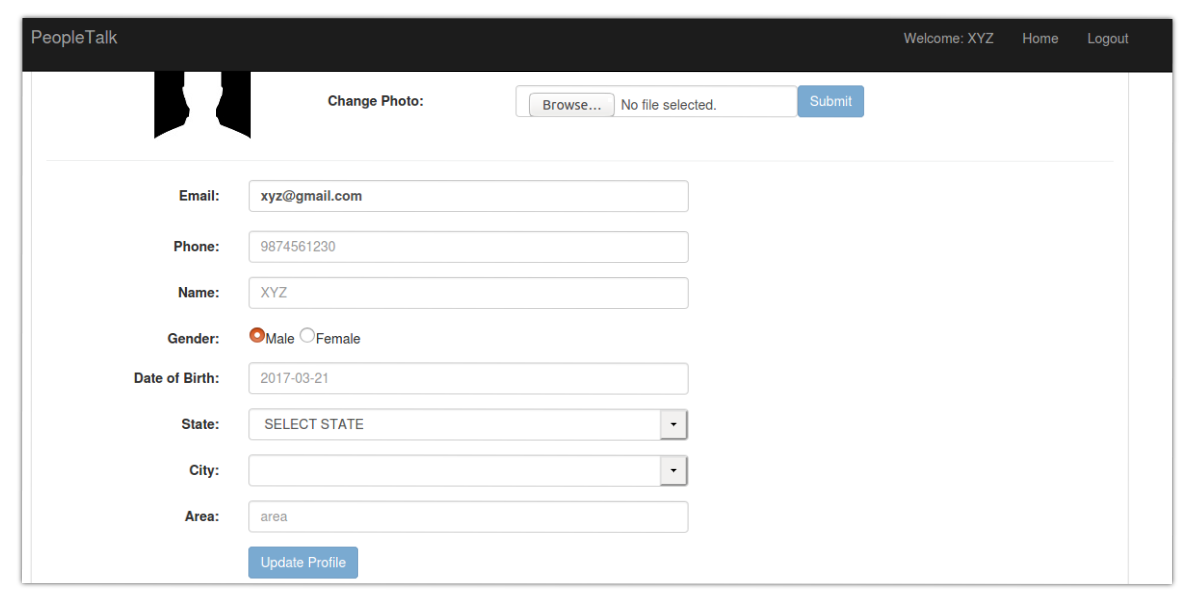 PeopleTalk Welcome: XYZ Home Logout
Change Photo: Browse... No file selected. Submit
Email: xyz@gmail.com
Phone: 9874561230
Name: XYZ
Gender: Male Female
Date of Birth: 2017-03-21
State: SELECT STATE
City:
Area: area
Update Profile